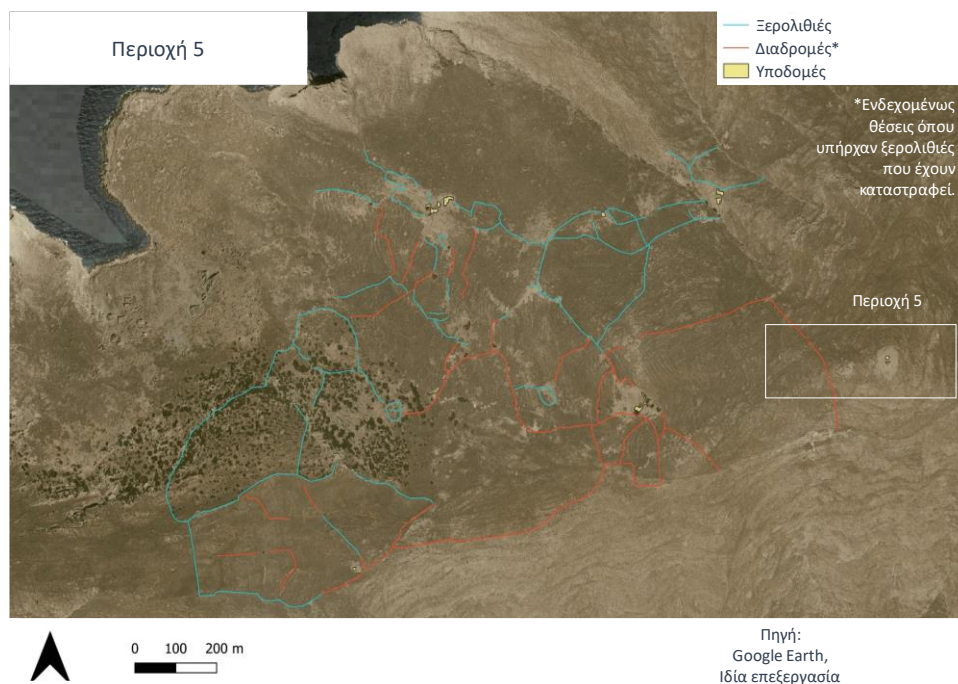 Περιοχή 5
Ξερολιθιές
Διαδρομές*
Υποδομές
*Ενδεχομένως
θέσεις όπου
υπήρχαν ξερολιθιές
που έχουν
καταστραφεί.
Περιοχή 5
0 100 200 m
Πηγή:
Google Earth,
Ιδία επεξεργασία